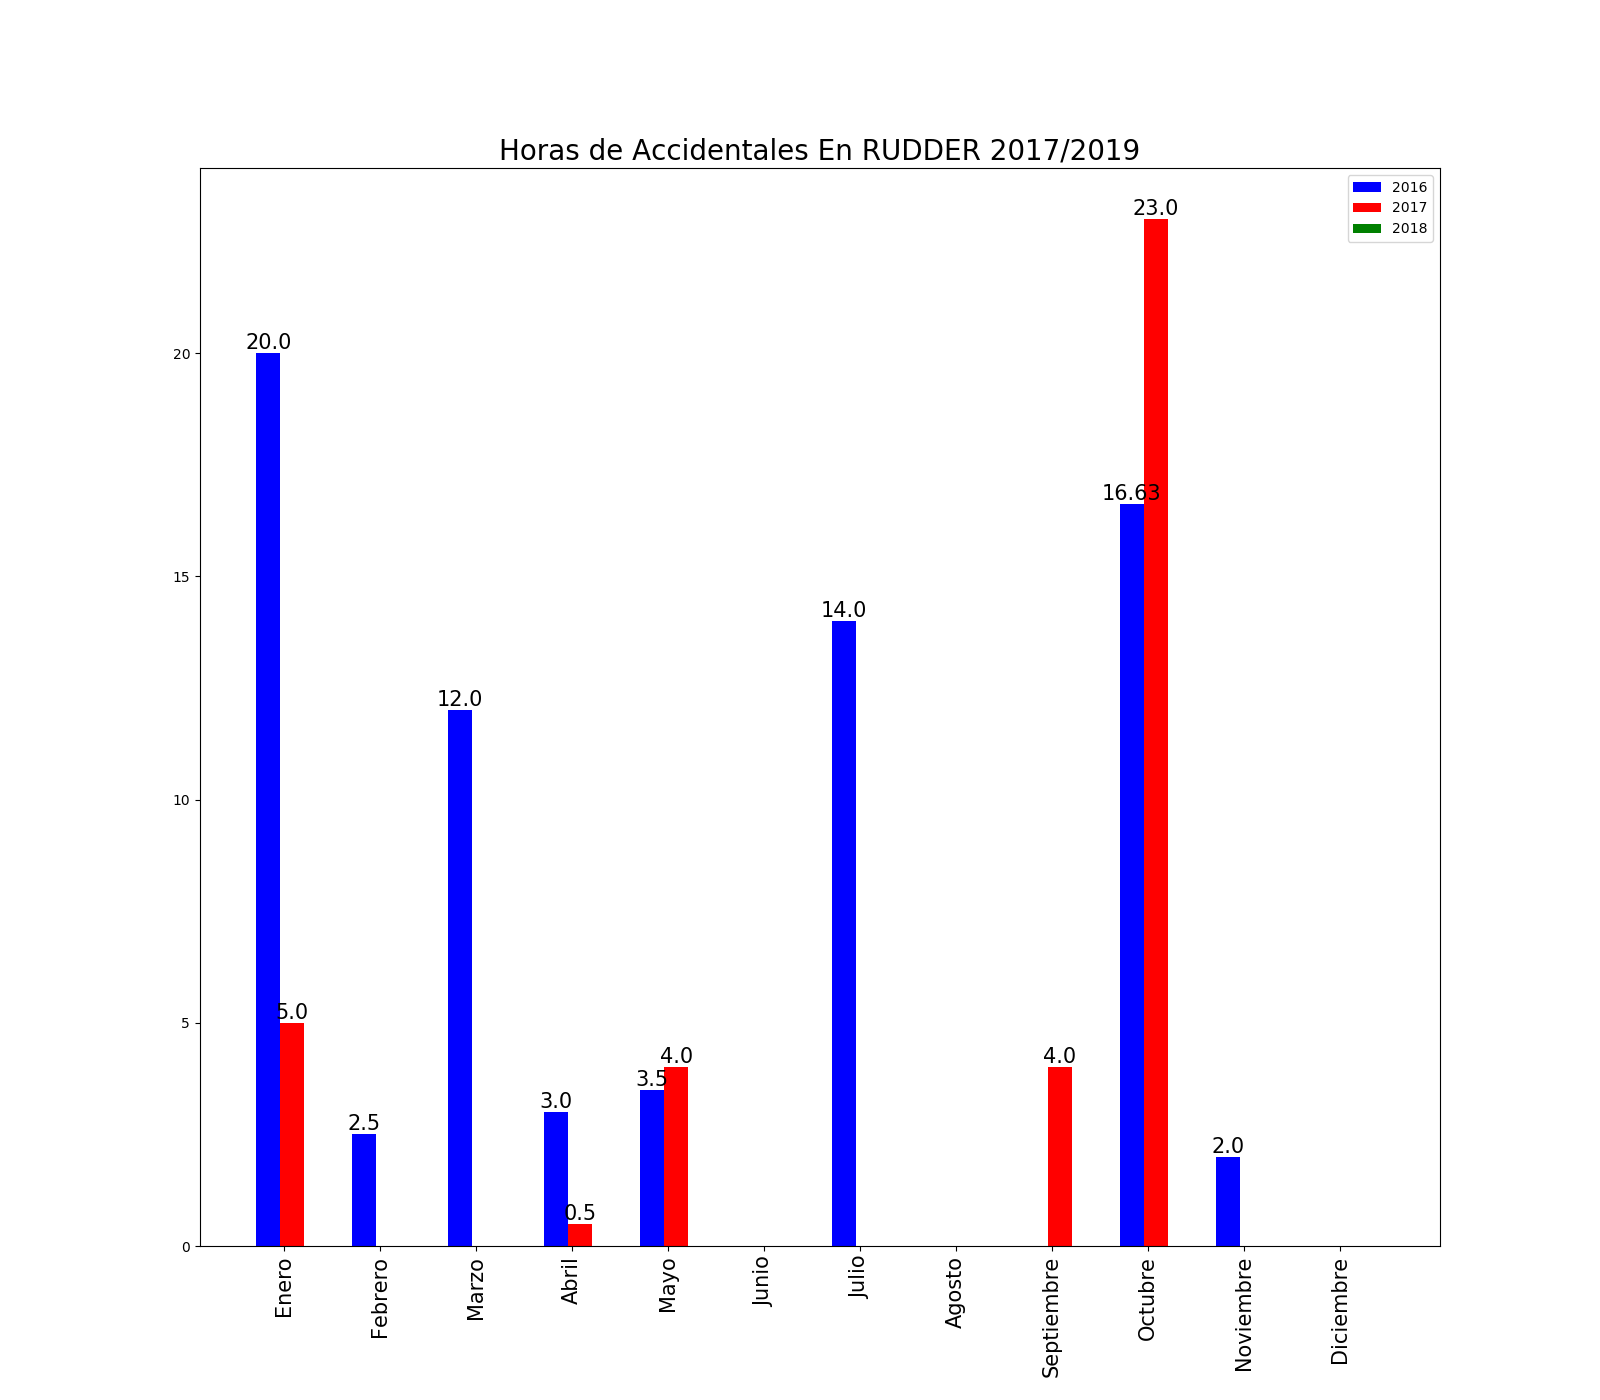 Horas de Accidentales En RUDDER 2017/2019
2016
2017
2018
23.0
20.0
20
16.63
15
14.0
12.0
10
5.0
5
4.0
4.0
3.5
3.0
2.5
2.0
0.5
0
Enero
Febrero
Marzo
Abril
Mayo
Junio
Julio
Agosto
Septiembre
Octubre
Noviembre
Diciembre